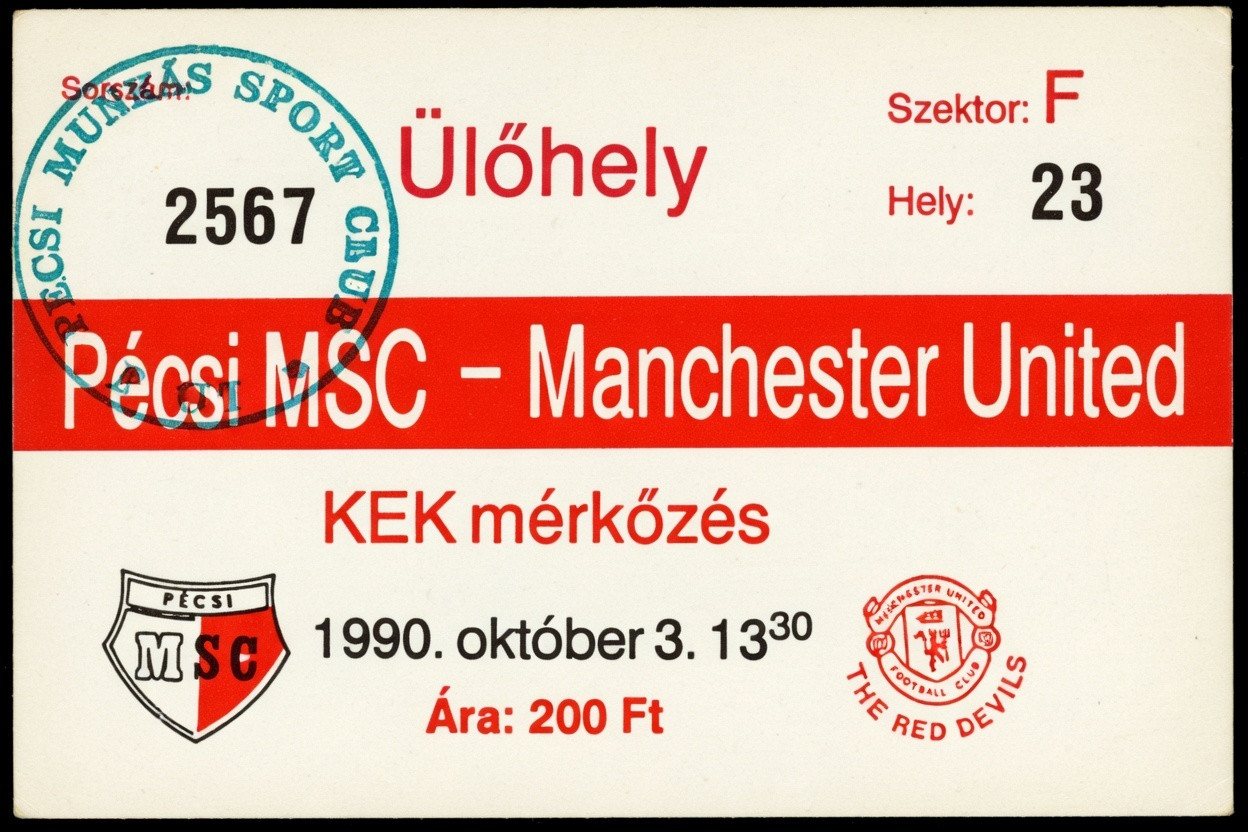 Sorszám:
PÉCSI MUNKÁS SPORT CLUB
2567
Ülőhely
Szektor: F
Hely: 23
Pécsi MSC – Manchester United
KEK mérkőzés
PÉCSI
MSC
1990. október 3. 13³⁰
Ára: 200 Ft
MANCHESTER UNITED
FOOTBALL CLUB
THE RED DEVILS